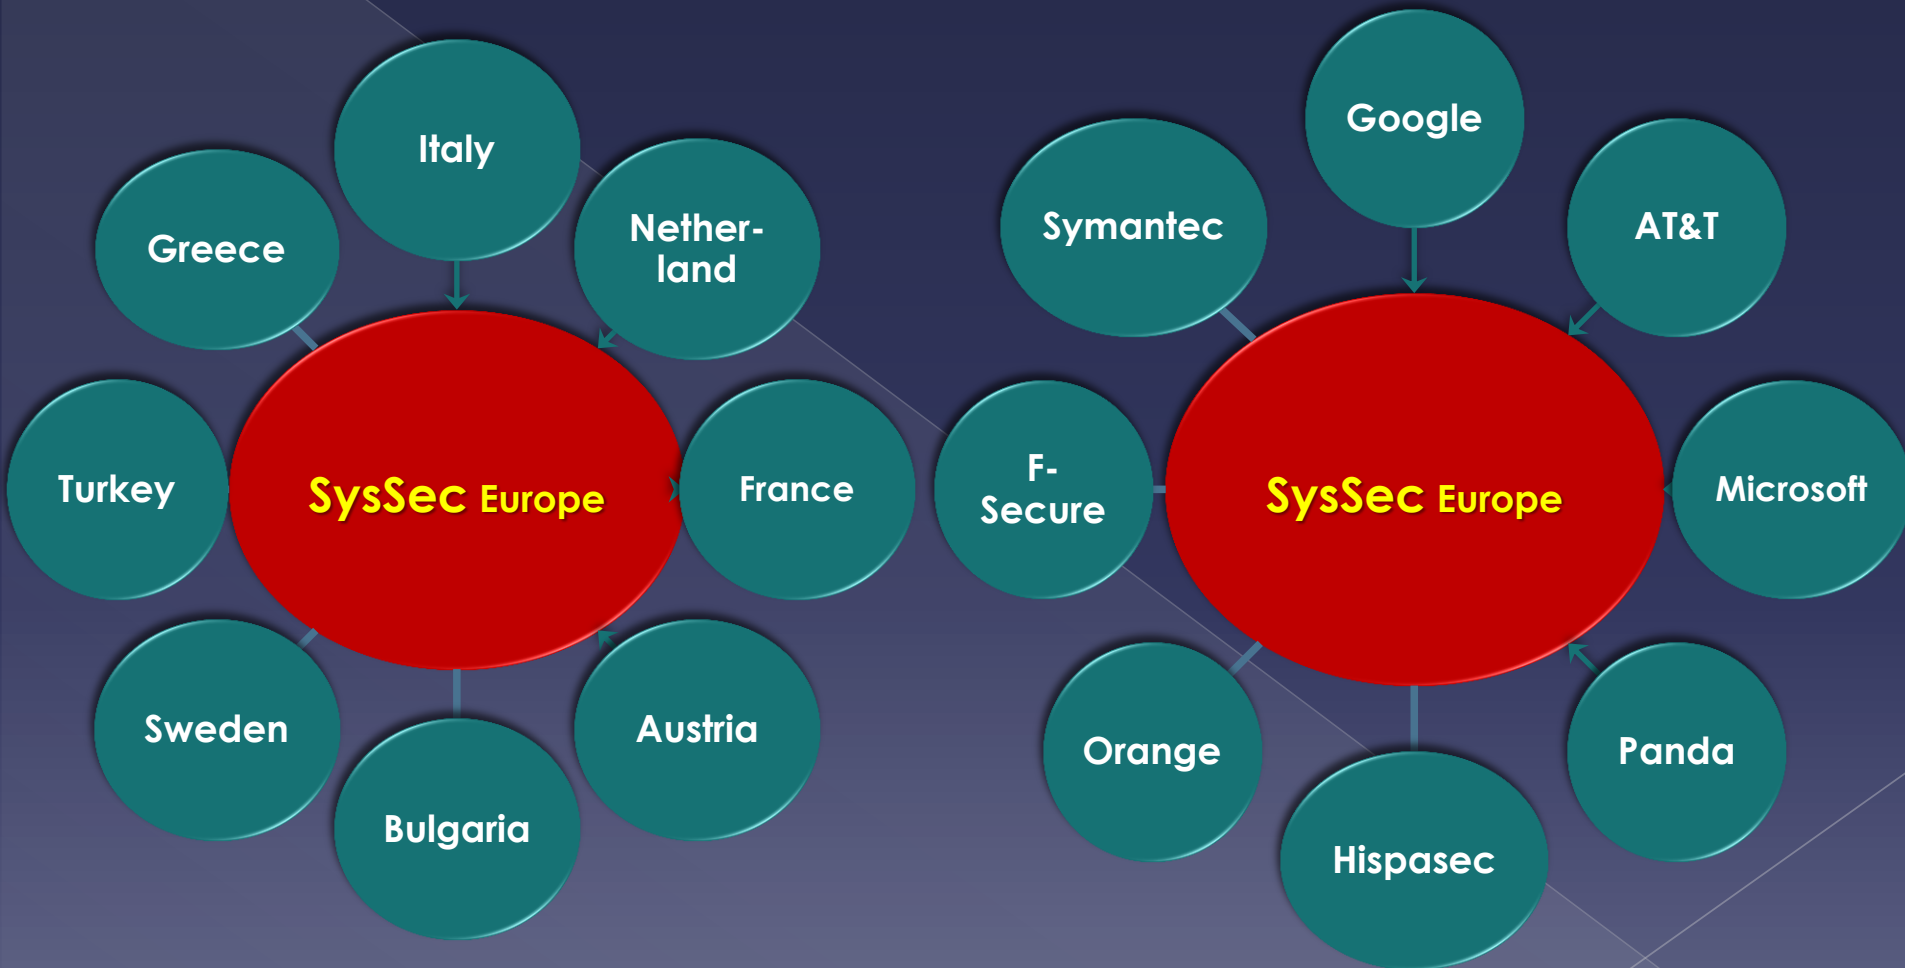 Italy
Nether-
land
Greece
Turkey
SysSec Europe
France
Sweden
Bulgaria
Austria
Google
Symantec
AT&T
F-
Secure
SysSec Europe
Microsoft
Orange
Hispasec
Panda